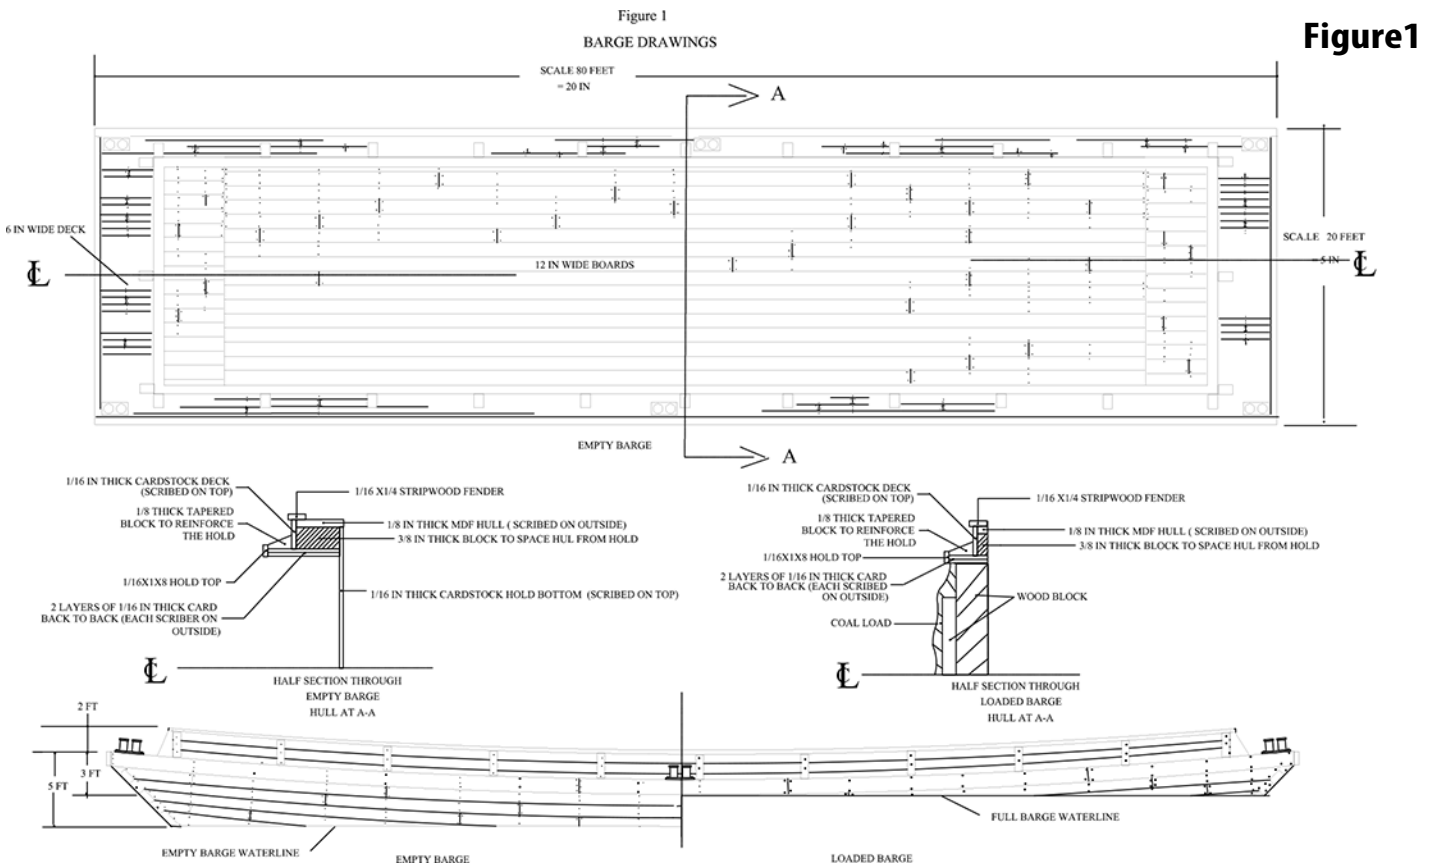 Figure 1
Figure1
BARGE DRAWINGS
SCALE 80 FEET
= 20 IN
A
6 IN WIDE DECK
SCA.LE 20 FEET
= 5 IN
℄
12 IN WIDE BOARDS
℄
EMPTY BARGE
A
1/16 IN THICK CARDSTOCK DECK
(SCRIBED ON TOP)
1/16 X1/4 STRIPWOOD FENDER
1/8 THICK TAPERED
BLOCK TO REINFORCE
THE HOLD
1/8 IN THICK MDF HULL ( SCRIBED ON OUTSIDE)
3/8 IN THICK BLOCK TO SPACE HUL FROM HOLD
1/16X1X8 HOLD TOP
1/16 IN THICK CARDSTOCK HOLD BOTTOM (SCRIBED ON TOP)
2 LAYERS OF 1/16 IN THICK CARD
BACK TO BACK (EACH SCRIBER ON
OUTSIDE)
℄
HALF SECTION THROUGH
EMPTY BARGE
HULL AT A-A
1/16 IN THICK CARDSTOCK DECK
(SCRIBED ON TOP)
1/16 X1/4 STRIPWOOD FENDER
1/8 THICK TAPERED
BLOCK TO REINFORCE
THE HOLD
1/8 IN THICK MDF HULL ( SCRIBED ON OUTSIDE)
3/8 IN THICK BLOCK TO SPACE HUL FROM HOLD
1/16X1X8 HOLD TOP
2 LAYERS OF 1/16 IN THICK CARD
BACK TO BACK (EACH SCRIBED
ON OUTSIDE)
WOOD BLOCK
COAL LOAD
℄
HALF SECTION THROUGH
LOADED BARGE
HULL AT A-A
2 FT
3 FT
5 FT
FULL BARGE WATERLINE
EMPTY BARGE WATERLINE
EMPTY BARGE
LOADED BARGE